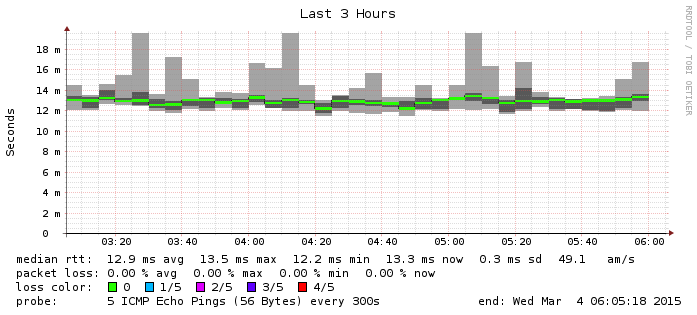 Last 3 Hours
RRDTOOL / TOBI OETIKER
Seconds
18 m
16 m
14 m
12 m
10 m
8 m
6 m
4 m
2 m
0
03:20 03:40 04:00 04:20 04:40 05:00 05:20 05:40 06:00
median rtt: 12.9 ms avg 13.5 ms max 12.2 ms min 13.3 ms now 0.3 ms sd 49.1 am/s
packet loss: 0.00 % avg 0.00 % max 0.00 % min 0.00 % now
loss color: 0 1/5 2/5 3/5 4/5
probe: 5 ICMP Echo Pings (56 Bytes) every 300s end: Wed Mar 4 06:05:18 2015